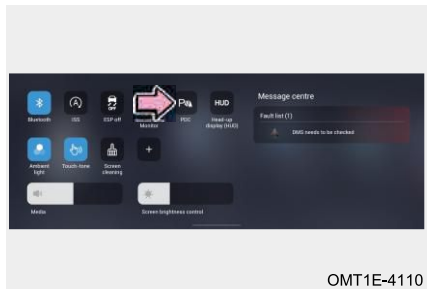 Message centre
HUD
Bluetooth
ISS
ESP off
Monitor
PDC
Head-up
display (HUD)
Fault list (1)
DMS needs to be checked
Ambient
light
Touch-tone
Screen
cleaning
Media
Screen brightness control
OMT1E-4110